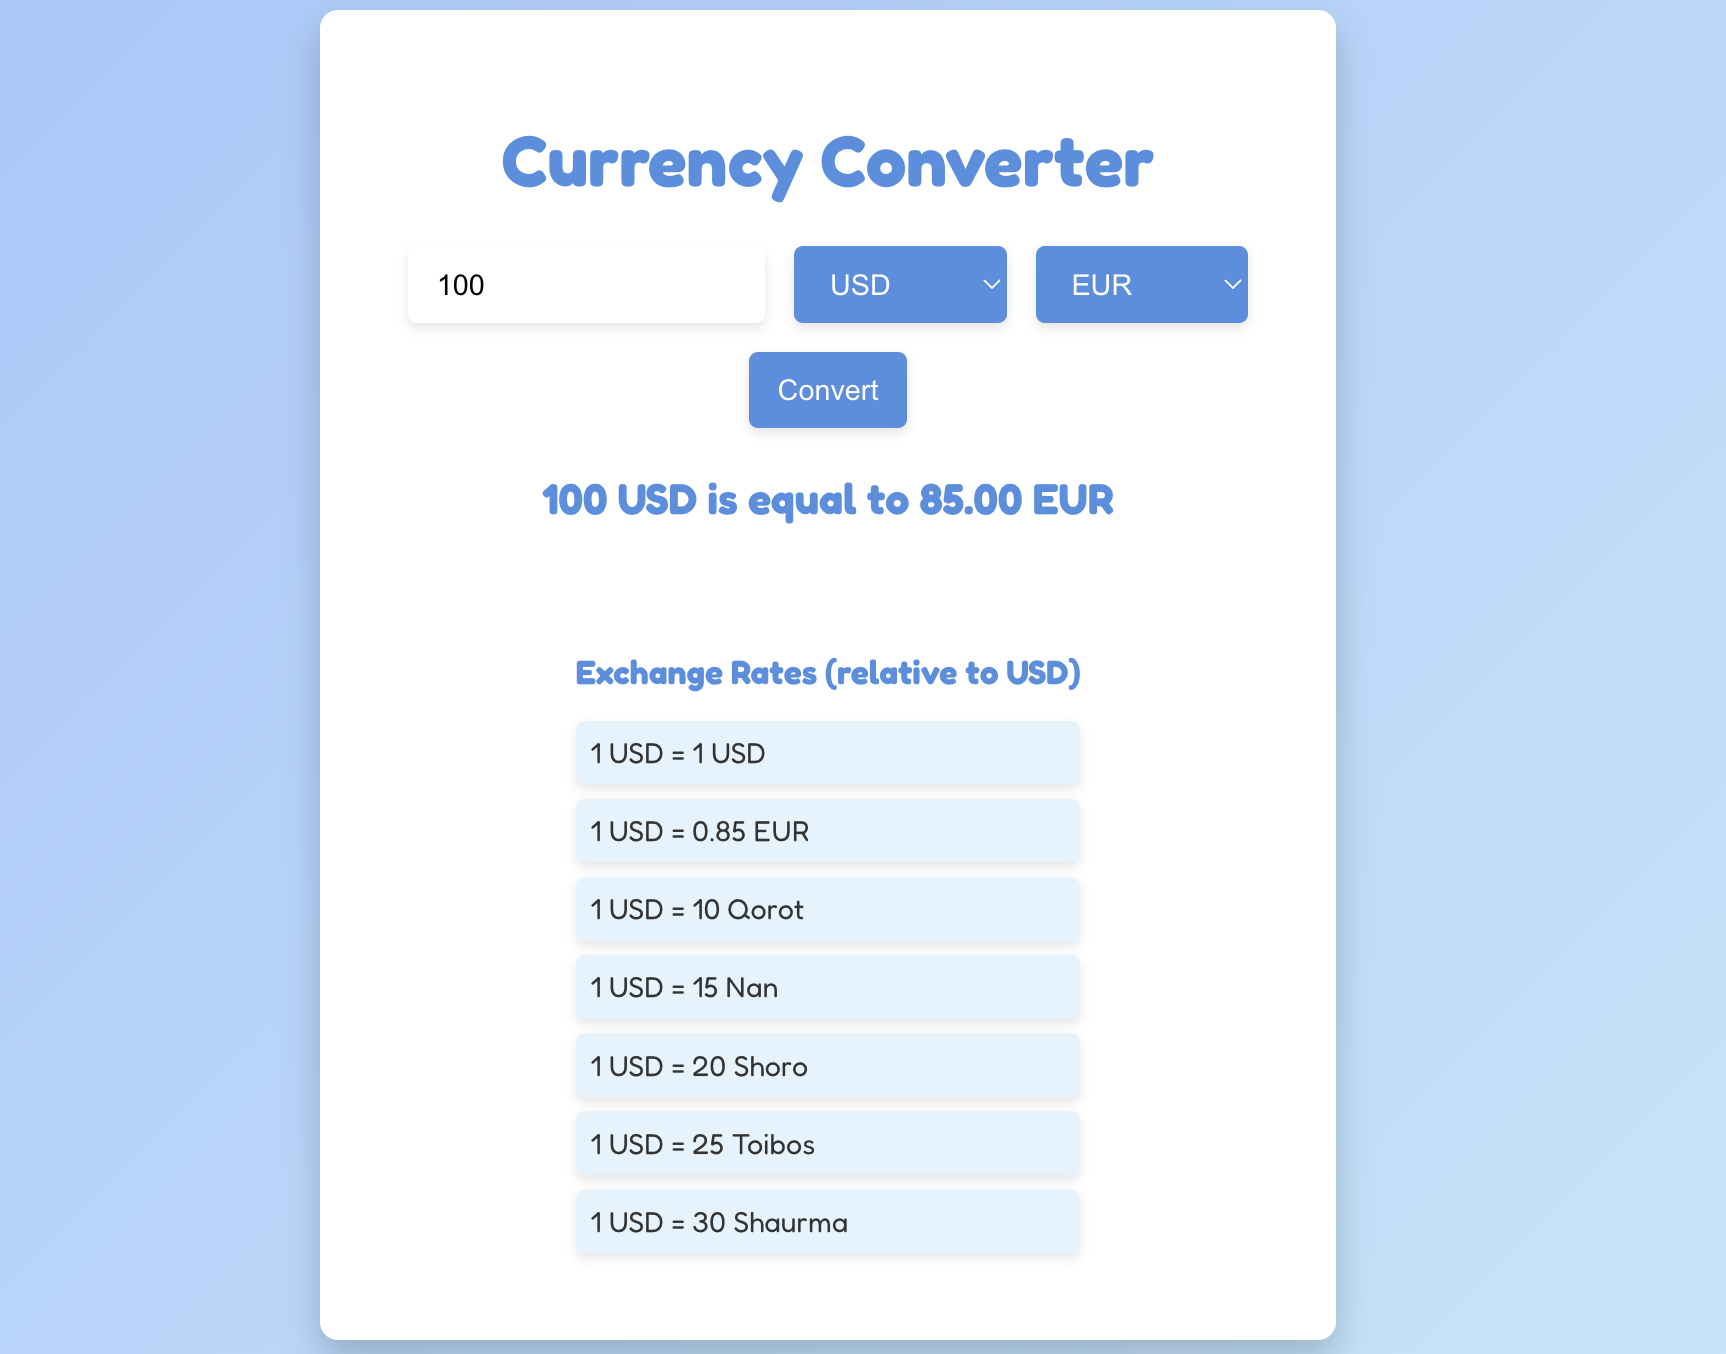 Currency Converter
100 USD EUR
Convert
100 USD is equal to 85.00 EUR
Exchange Rates (relative to USD)
1 USD = 1 USD
1 USD = 0.85 EUR
1 USD = 10 Qorot
1 USD = 15 Nan
1 USD = 20 Shoro
1 USD = 25 Toibos
1 USD = 30 Shaurma